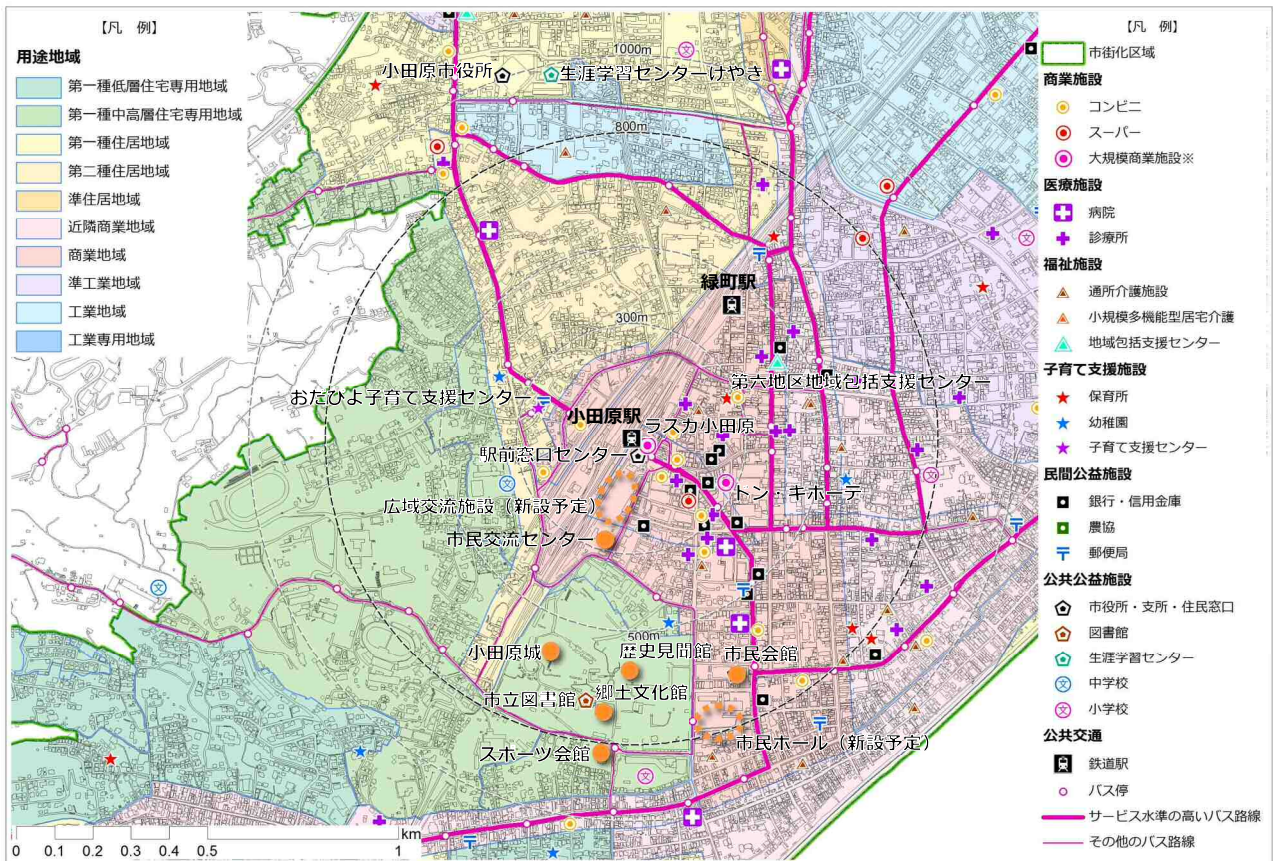 【凡 例】
用途地域
第一種低層住宅専用地域
第一種中高層住宅専用地域
第一種住居地域
第二種住居地域
準住居地域
近隣商業地域
商業地域
準工業地域
工業地域
工業専用地域
1000m
小田原市役所
生涯学習センターけやき
800m
緑町駅
300m
第六地区地域包括支援センター
おだぴよ子育て支援センター
小田原駅
ラスカ小田原
駅前窓口センター
ドン・キホーテ
広域交流施設（新設予定）
市民交流センター
500m
小田原城
歴史見聞館
市民会館
市立図書館
郷土文化館
市民ホール（新設予定）
スポーツ会館
文
文
文
文
文
文
km
0 0.1 0.2 0.3 0.4 0.5 1
【凡 例】
市街化区域
商業施設
コンビニ
スーパー
大規模商業施設※
医療施設
病院
診療所
福祉施設
通所介護施設
小規模多機能型居宅介護
地域包括支援センター
子育て支援施設
保育所
幼稚園
子育て支援センター
民間公益施設
銀行・信用金庫
農協
郵便局
公共公益施設
市役所・支所・住民窓口
図書館
生涯学習センター
文 中学校
文 小学校
公共交通
鉄道駅
バス停
サービス水準の高いバス路線
その他のバス路線